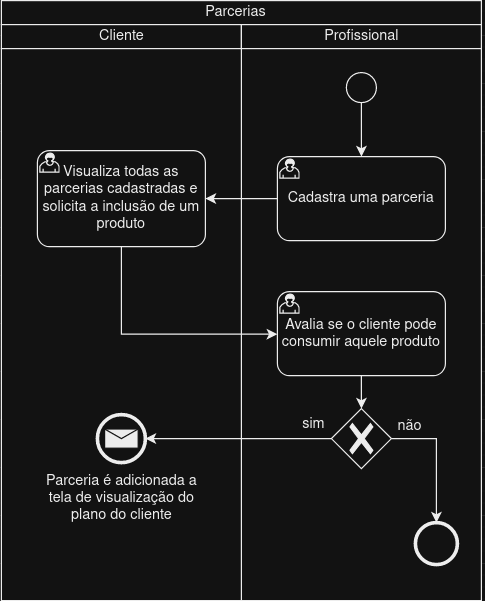 Parcerias
Cliente
Profissional
Visualiza todas as
parcerias cadastradas e
solicita a inclusão de um
produto
Cadastra uma parceria
Avalia se o cliente pode
consumir aquele produto
sim
não
Parceria é adicionada a
tela de visualização do
plano do cliente